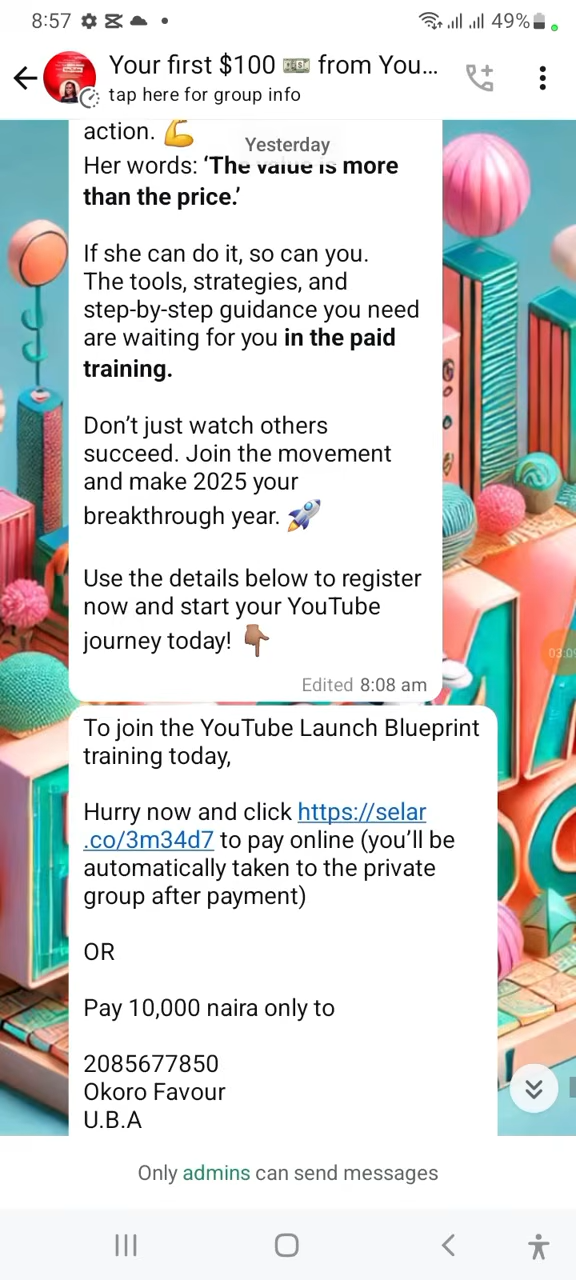 8:57
49%
Your first $100 💵 from You...
tap here for group info
action. 💪
Yesterday
Her words: ‘The value is more
than the price.’
If she can do it, so can you.
The tools, strategies, and
step-by-step guidance you need
are waiting for you in the paid
training.
Don’t just watch others
succeed. Join the movement
and make 2025 your
breakthrough year. 🚀
Use the details below to register
now and start your YouTube
journey today! 👇🏾
03:09
Edited 8:08 am
To join the YouTube Launch Blueprint
training today,
Hurry now and click https://selar
.co/3m34d7 to pay online (you’ll be
automatically taken to the private
group after payment)
OR
Pay 10,000 naira only to
2085677850
Okoro Favour
U.B.A
Only admins can send messages